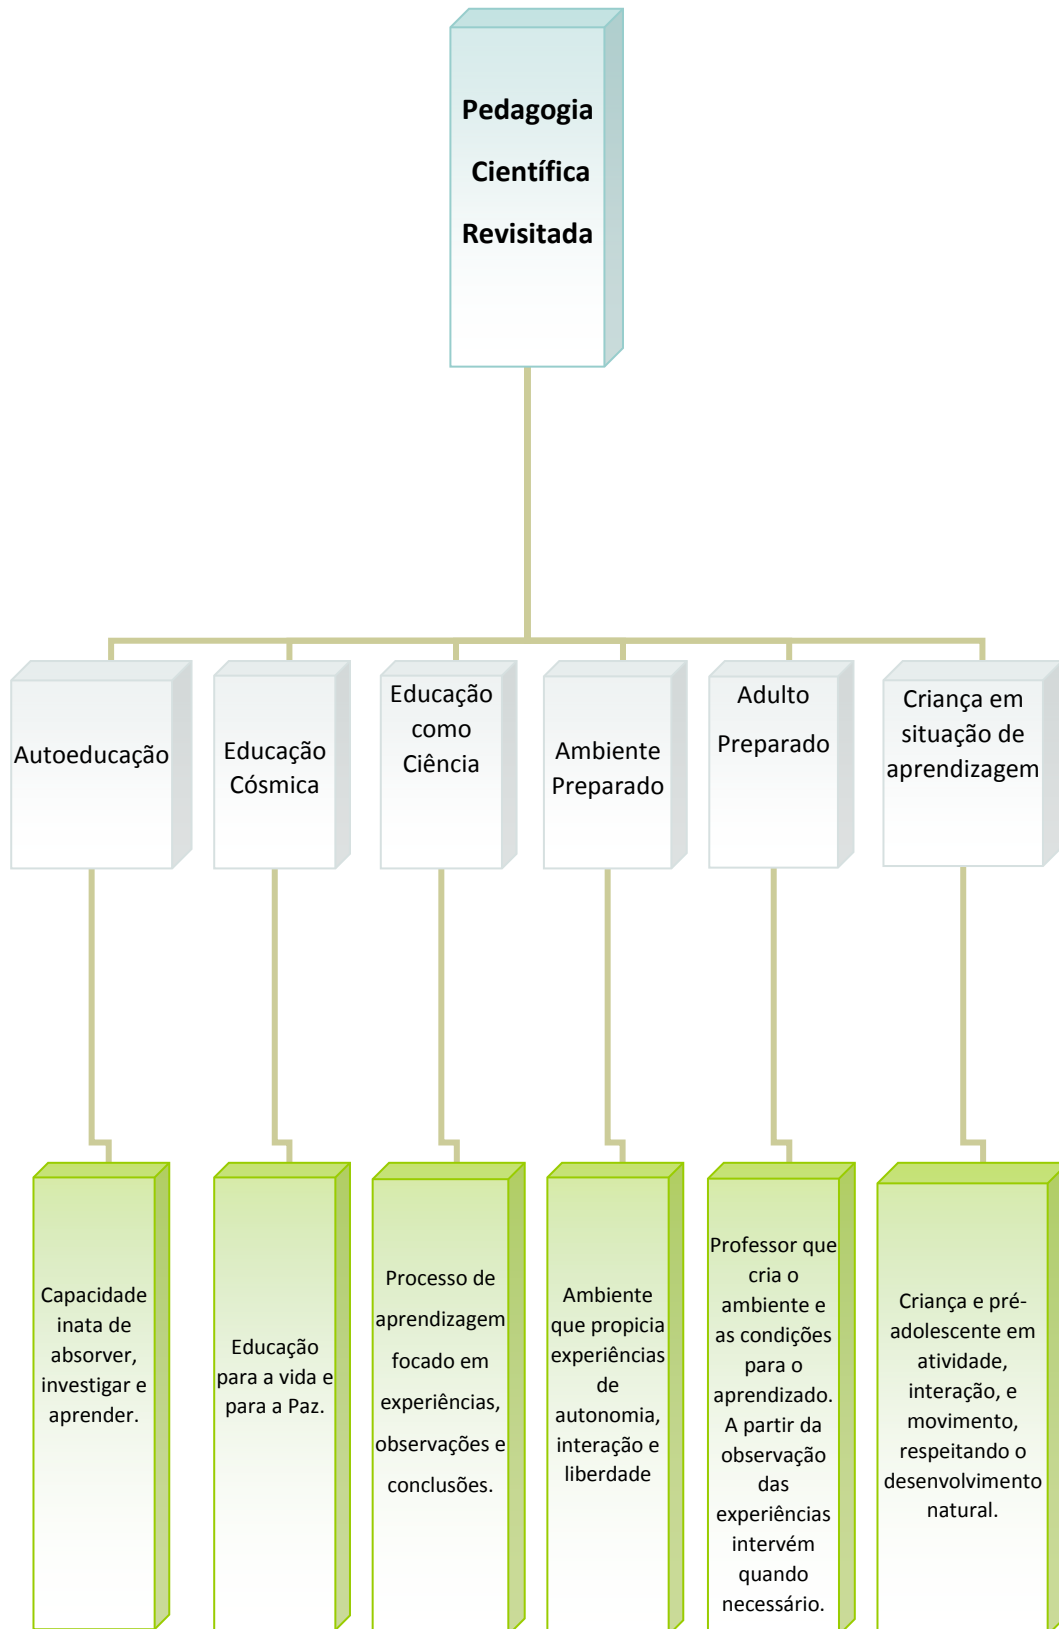 Pedagogia
Científica
Revisitada
Autoeducação
Educação
Cósmica
Educação
como
Ciência
Ambiente
Preparado
Adulto
Preparado
Criança em
situação de
aprendizagem
Capacidade
inata de
absorver,
investigar e
aprender.
Educação
para a vida e
para a Paz.
Processo de
aprendizagem
focado em
experiências,
observações e
conclusões.
Ambiente
que propicia
experiências
de
autonomia,
interação e
liberdade
Professor que
cria o
ambiente e
as condições
para o
aprendizado.
A partir da
observação
das
experiências
intervém
quando
necessário.
Criança e pré-
adolescente em
atividade,
interação, e
movimento,
respeitando o
desenvolvimento
natural.